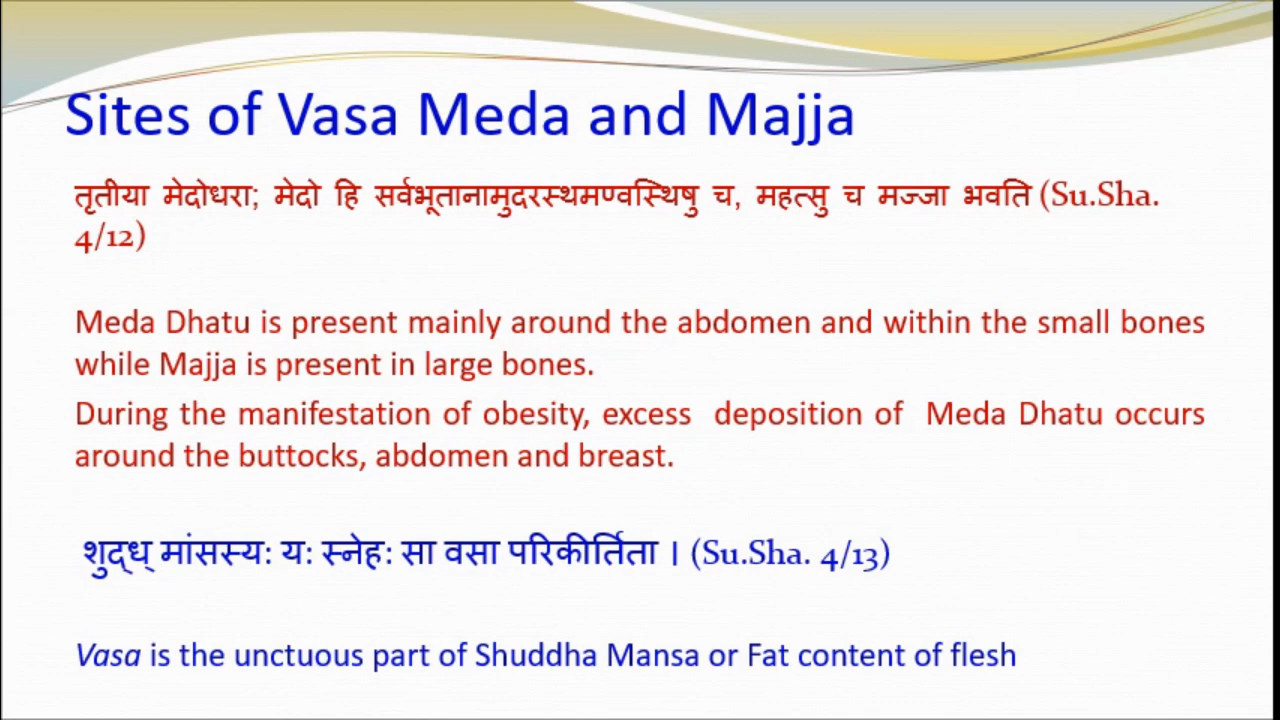 Sites of Vasa Meda and Majja
तृतीया मेदोधरा; मेदो हि सर्वभूतानामुदरस्थमण्वस्थिषु च, महत्सु च मज्जा भवति (Su.Sha.
4/12)
Meda Dhatu is present mainly around the abdomen and within the small bones
while Majja is present in large bones.
During the manifestation of obesity, excess deposition of Meda Dhatu occurs
around the buttocks, abdomen and breast.
शुद्ध् मांसस्यः यः स्नेहः सा वसा परिकीर्तिता । (Su.Sha. 4/13)
Vasa is the unctuous part of Shuddha Mansa or Fat content of flesh